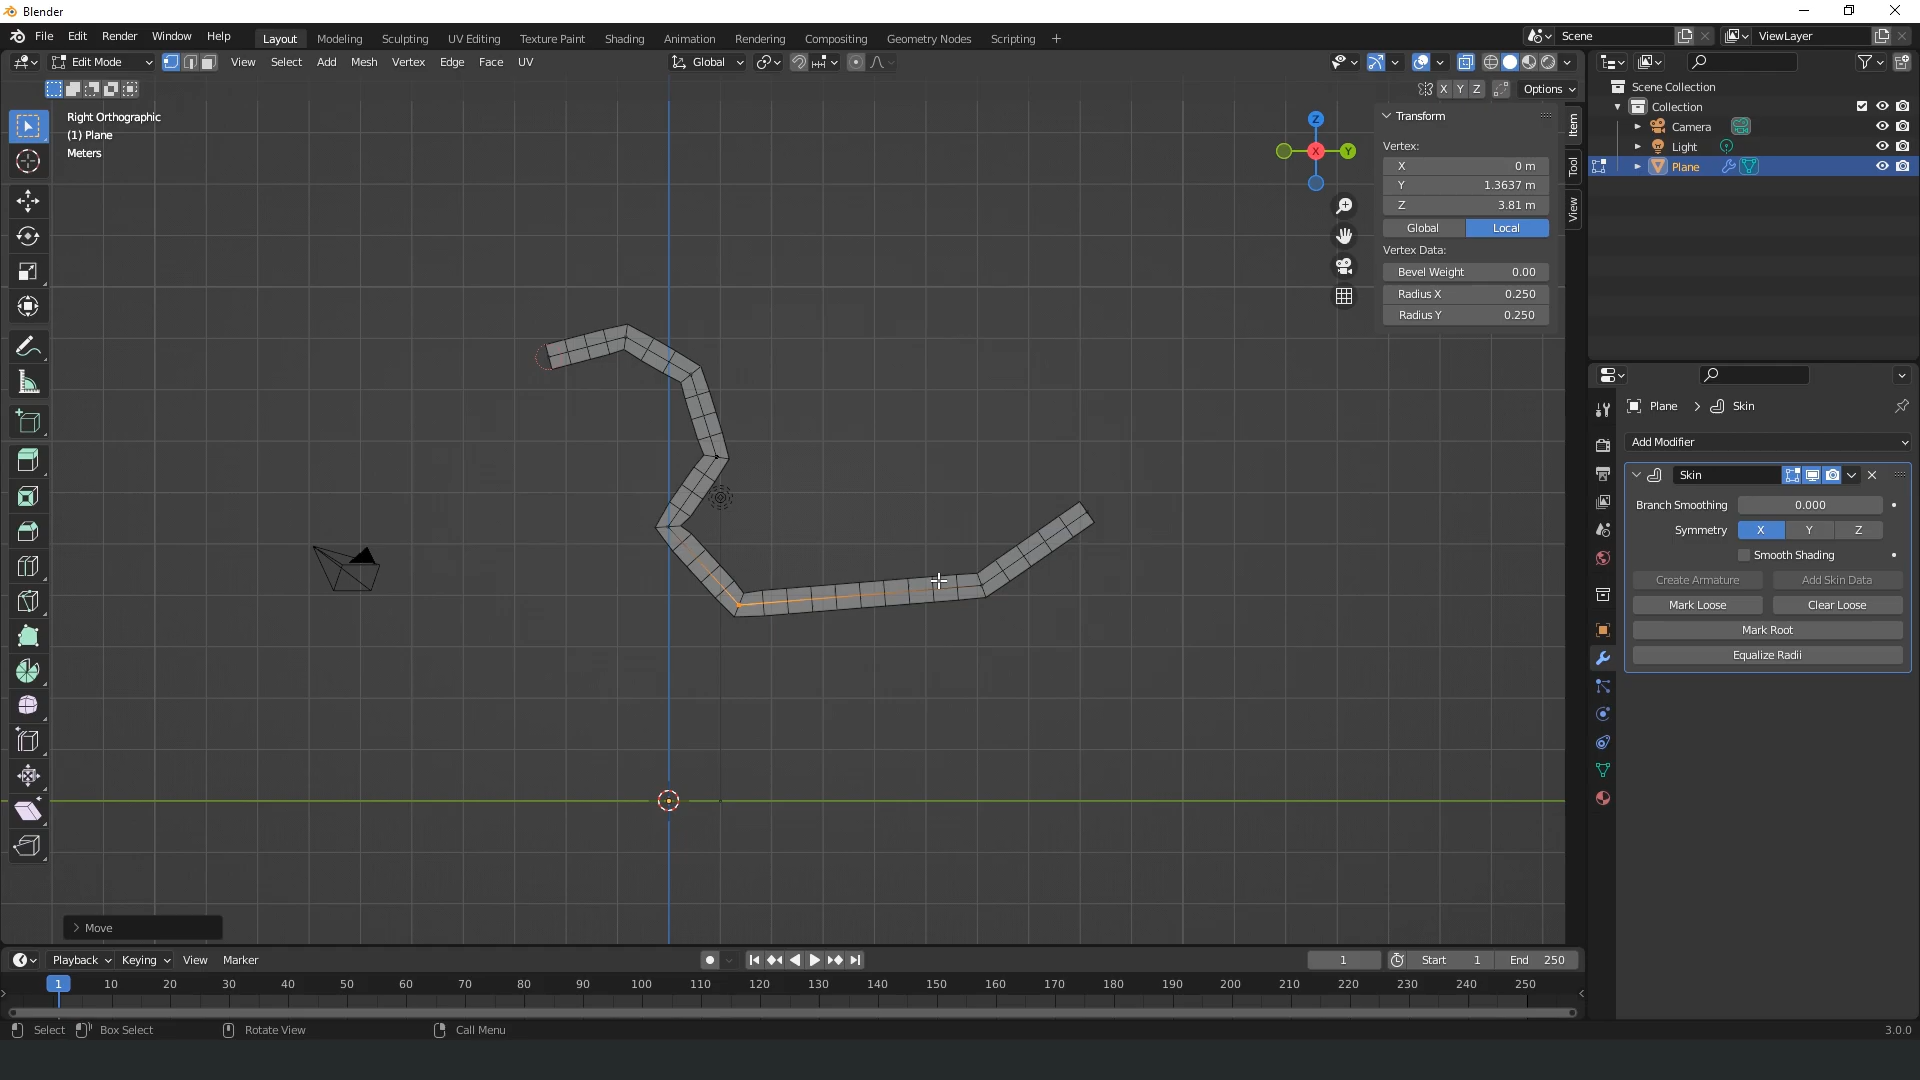 Blender
File Edit Render Window Help
Layout Modeling Sculpting UV Editing Texture Paint Shading Animation Rendering Compositing Geometry Nodes Scripting +
Scene
ViewLayer
Edit Mode
View Select Add Mesh Vertex Edge Face UV
Global
X Y Z Options
Right Orthographic
(1) Plane
Meters
Z
X
Y
Transform
Vertex:
X 0 m
Y 1.3637 m
Z 3.81 m
Global Local
Vertex Data:
Bevel Weight 0.00
Radius X 0.250
Radius Y 0.250
Item
Tool
View
Scene Collection
Collection
Camera
Light
Plane
Plane > Skin
Add Modifier
Skin
Branch Smoothing 0.000
Symmetry X Y Z
Smooth Shading
Create Armature Add Skin Data
Mark Loose Clear Loose
Mark Root
Equalize Radii
> Move
Playback Keying View Marker
1 Start 1 End 250
1 10 20 30 40 50 60 70 80 90 100 110 120 130 140 150 160 170 180 190 200 210 220 230 240 250
Select Box Select Rotate View Call Menu
3.0.0